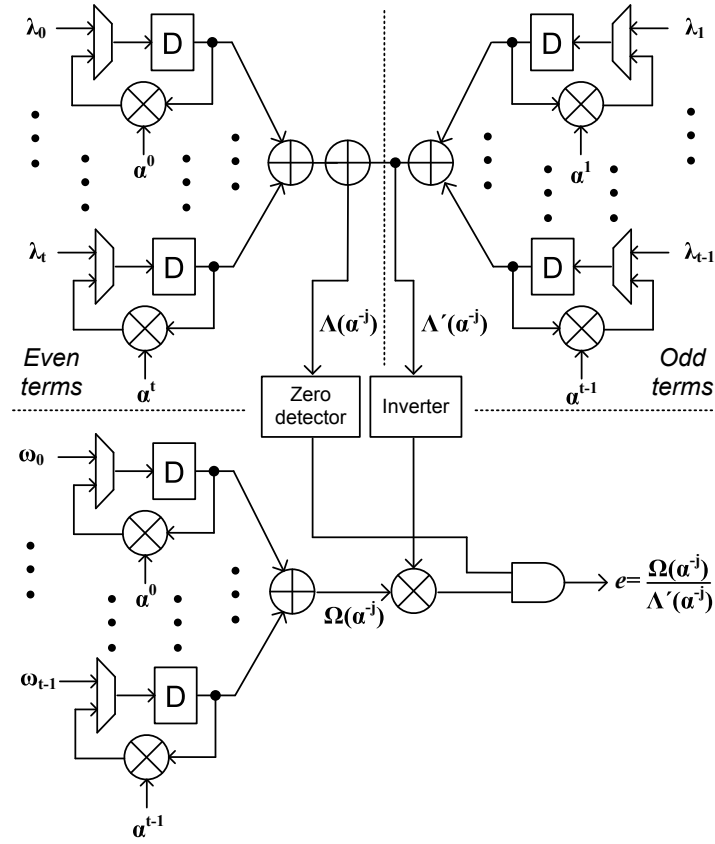 λ₀
D
α⁰
λₜ
D
αᵗ
Even
terms
λ₁
D
α¹
λₜ₋₁
D
αᵗ⁻¹
Odd
terms
Λ(α⁻ʲ)
Λ´(α⁻ʲ)
Zero
detector
Inverter
ω₀
D
α⁰
ωₜ₋₁
D
αᵗ⁻¹
Ω(α⁻ʲ)
e= Ω(α⁻ʲ)
Λ´(α⁻ʲ)